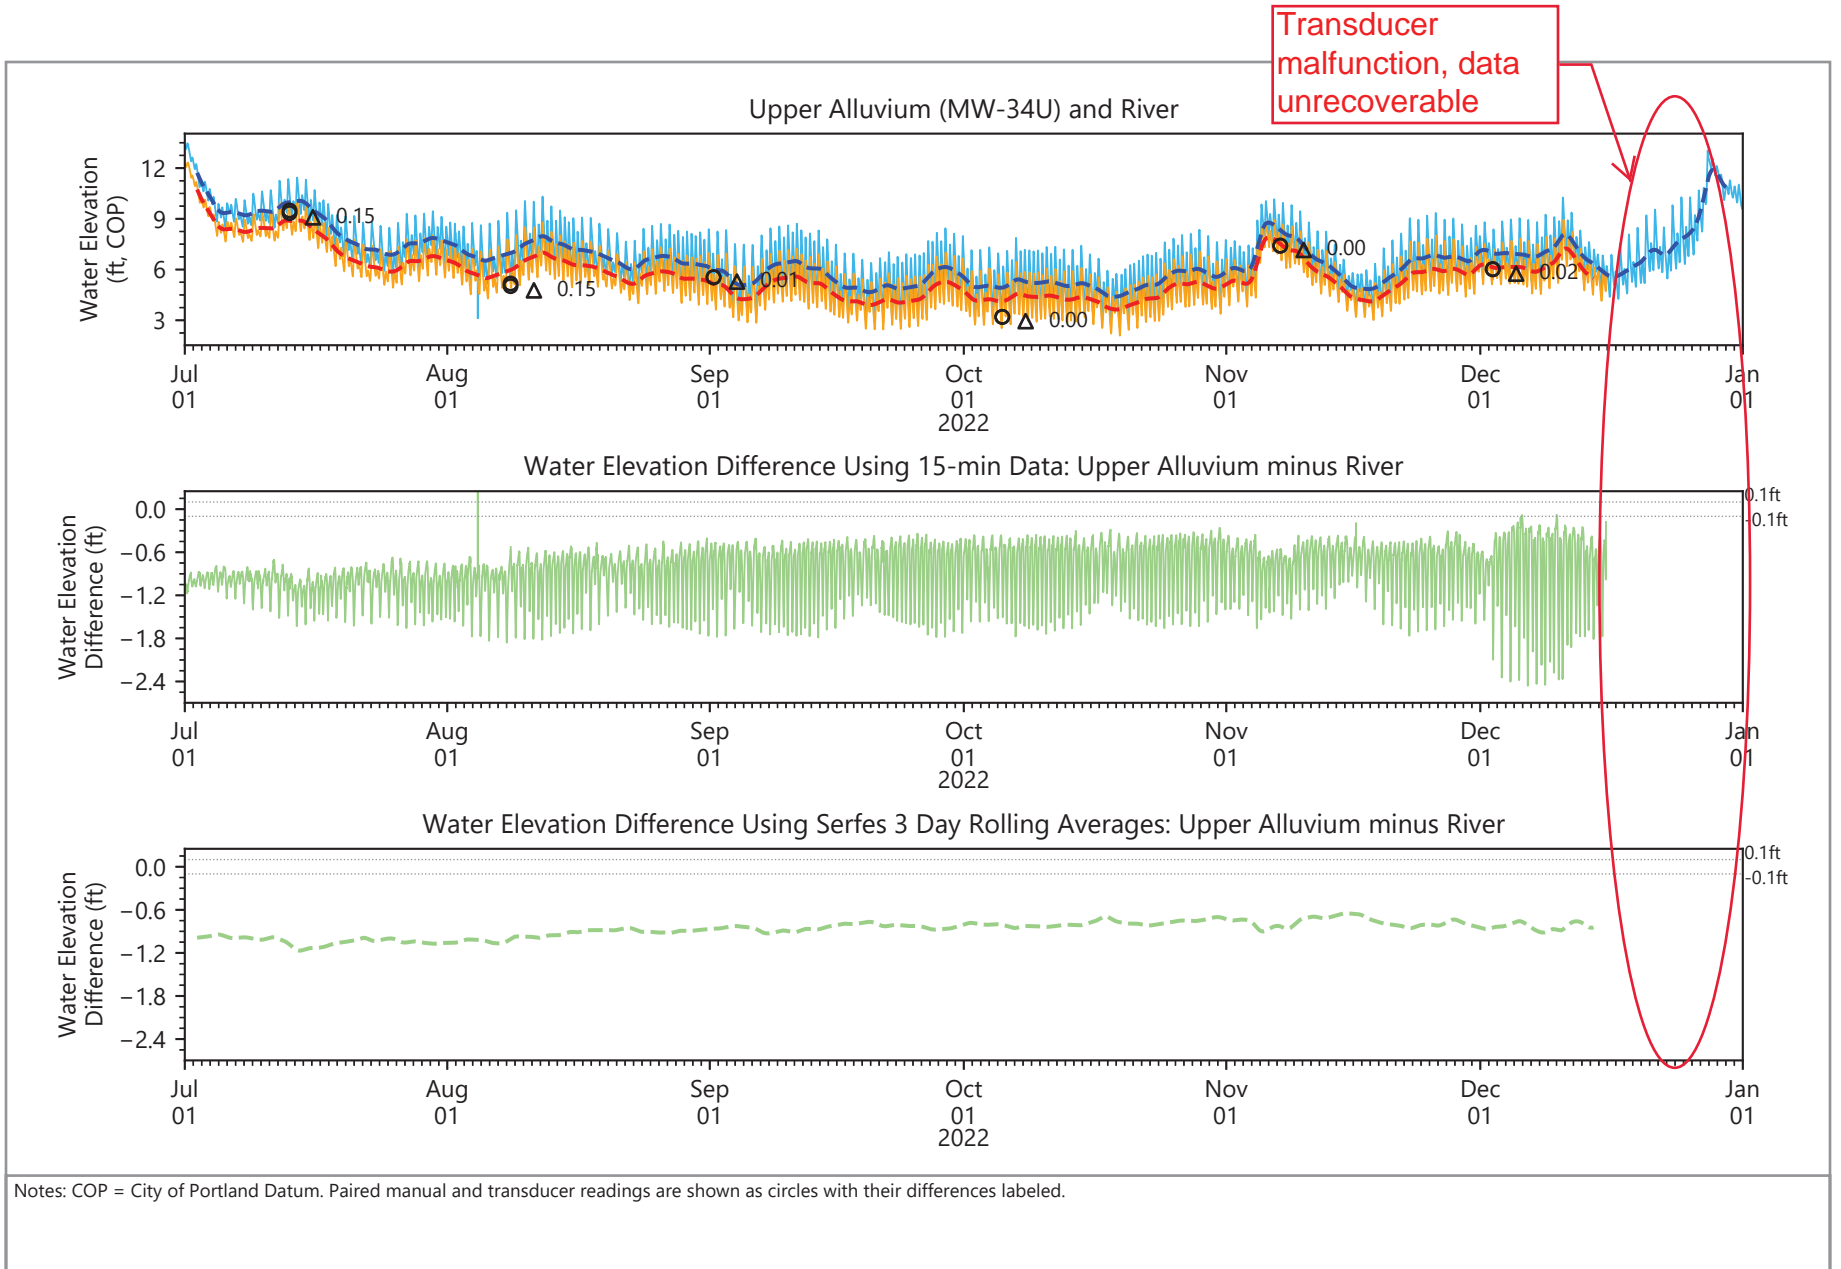 Transducer
malfunction, data
unrecoverable
Upper Alluvium (MW-34U) and River
Water Elevation
(ft, COP)
12
9
6
3
0.15
0.15
0.01
0.00
0.00
0.02
Jul Aug Sep Oct Nov Dec Jan
01 01 01 01 01 01 01
2022
Water Elevation Difference Using 15-min Data: Upper Alluvium minus River
Water Elevation
Difference (ft)
0.0
−0.6
−1.2
−1.8
−2.4
0.1ft
-0.1ft
Jul Aug Sep Oct Nov Dec Jan
01 01 01 01 01 01 01
2022
Water Elevation Difference Using Serfes 3 Day Rolling Averages: Upper Alluvium minus River
Water Elevation
Difference (ft)
0.0
−0.6
−1.2
−1.8
−2.4
0.1ft
-0.1ft
Jul Aug Sep Oct Nov Dec Jan
01 01 01 01 01 01 01
2022
Notes: COP = City of Portland Datum. Paired manual and transducer readings are shown as circles with their differences labeled.